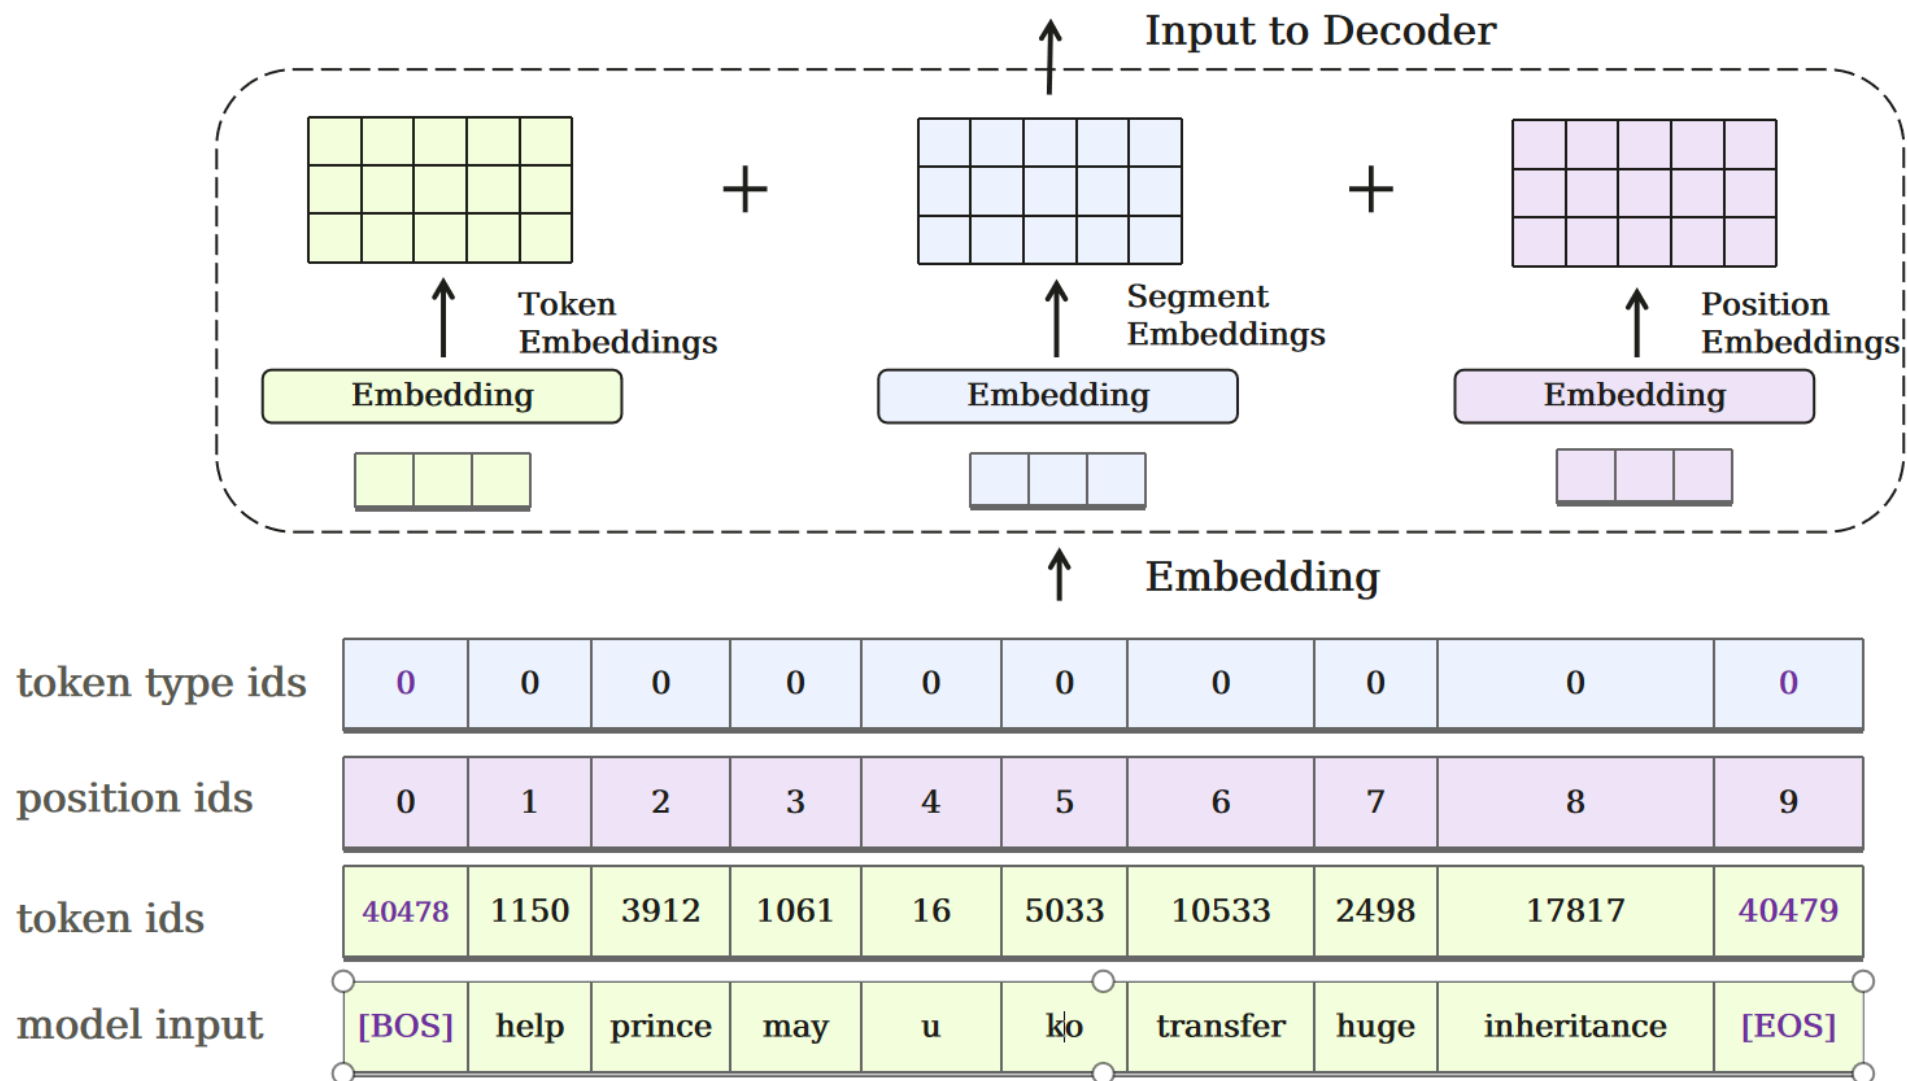 Input to Decoder
+
+
Token
Embeddings
Segment
Embeddings
Position
Embeddings
Embedding
Embedding
Embedding
Embedding
token type ids 0 0 0 0 0 0 0 0 0 0
position ids 0 1 2 3 4 5 6 7 8 9
token ids 40478 1150 3912 1061 16 5033 10533 2498 17817 40479
model input [BOS] help prince may u ko transfer huge inheritance [EOS]